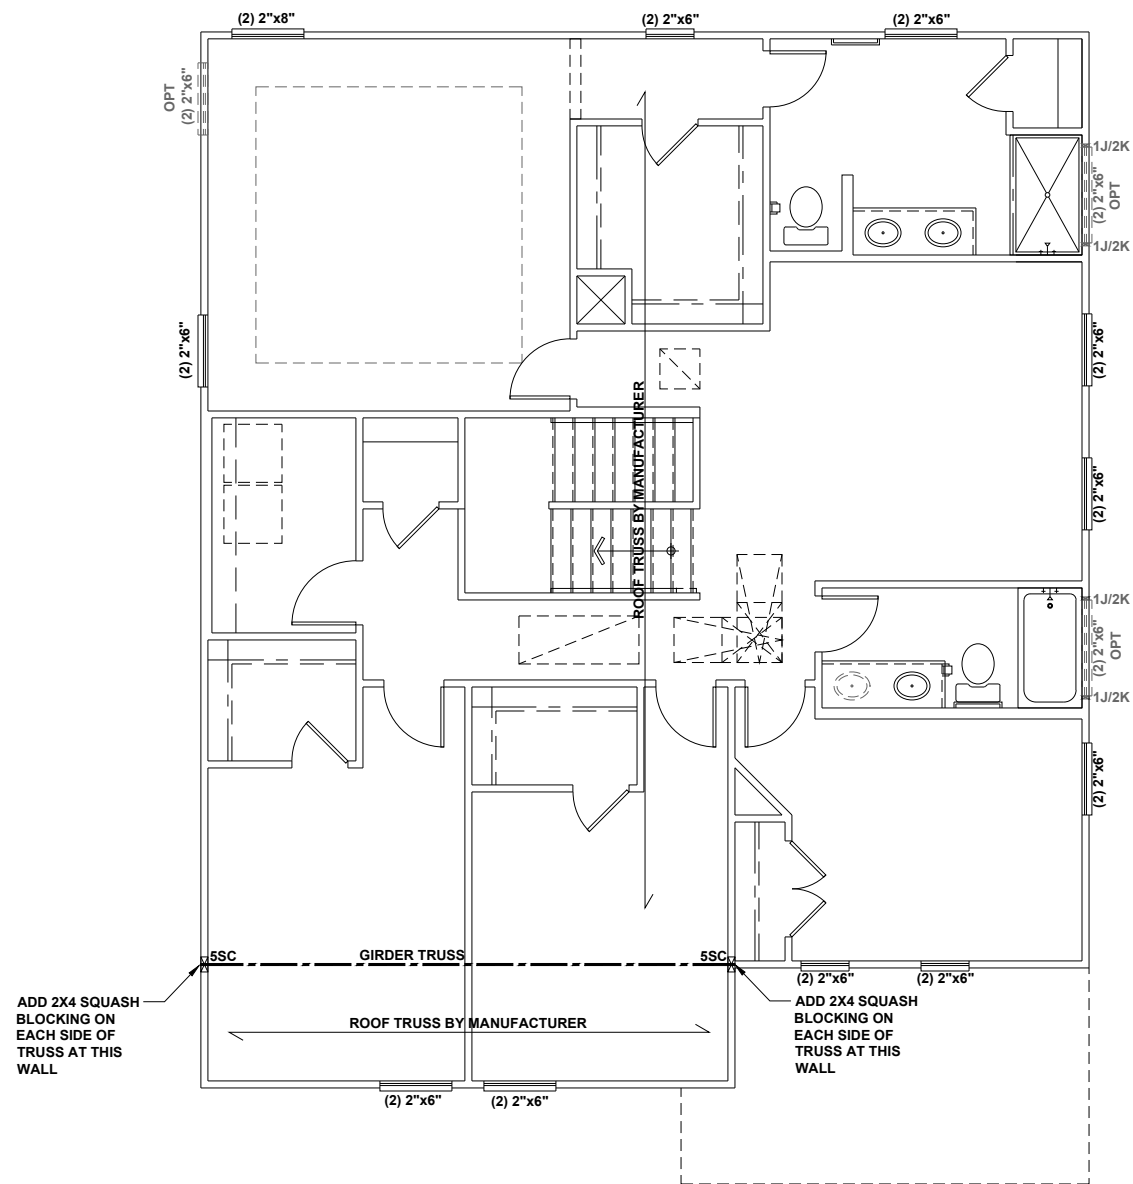 (2) 2"x8"
(2) 2"x6"
(2) 2"x6"
OPT
(2) 2"x6"
1J/2K
(2) 2"x6"
OPT
1J/2K
(2) 2"x6"
(2) 2"x6"
ROOF TRUSS BY MANUFACTURER
(2) 2"x6"
1J/2K
(2) 2"x6"
OPT
1J/2K
(2) 2"x6"
5SC
GIRDER TRUSS
5SC
(2) 2"x6"
(2) 2"x6"
ADD 2X4 SQUASH
BLOCKING ON
EACH SIDE OF
TRUSS AT THIS
WALL
ROOF TRUSS BY MANUFACTURER
ADD 2X4 SQUASH
BLOCKING ON
EACH SIDE OF
TRUSS AT THIS
WALL
(2) 2"x6"
(2) 2"x6"